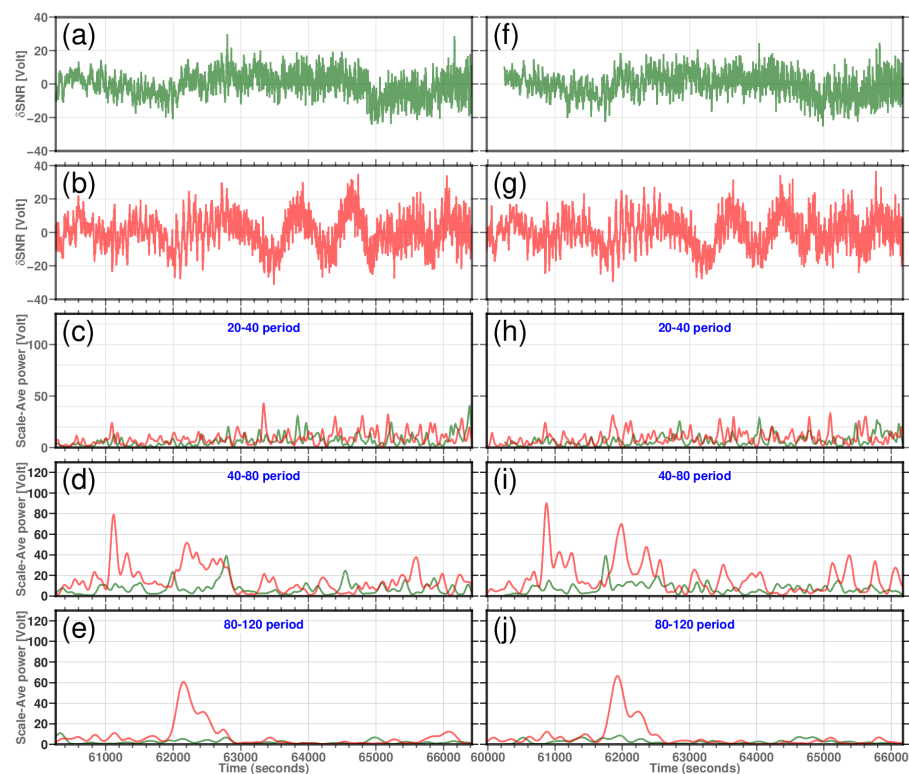 (a)
(f)
δSNR [Volt]
40
20
0
−20
−40
(b)
(g)
δSNR [Volt]
40
20
0
−20
−40
(c)
20-40 period
(h)
20-40 period
Scale-Ave power [Volt]
100
50
0
(d)
40-80 period
(i)
40-80 period
Scale-Ave power [Volt]
120
100
80
60
40
20
0
(e)
80-120 period
(j)
80-120 period
Scale-Ave power [Volt]
120
100
80
60
40
20
0
61000 62000 63000 64000 65000 66000
60000 61000 62000 63000 64000 65000 66000
Time (seconds)
Time (seconds)